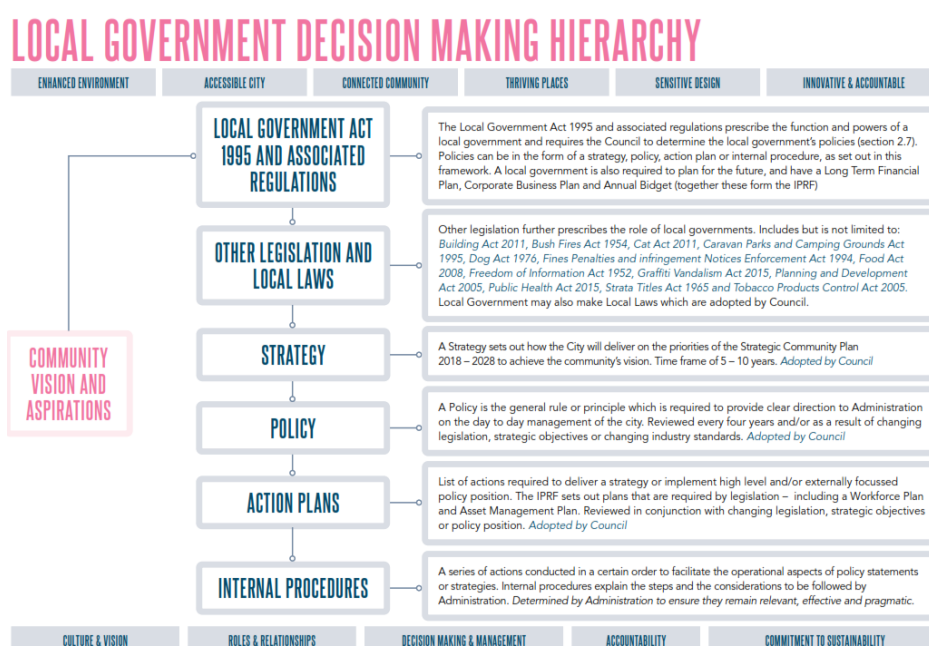 LOCAL GOVERNMENT DECISION MAKING HIERARCHY
ENHANCED ENVIRONMENT
ACCESSIBLE CITY
CONNECTED COMMUNITY
THRIVING PLACES
SENSITIVE DESIGN
INNOVATIVE & ACCOUNTABLE
LOCAL GOVERNMENT ACT
1995 AND ASSOCIATED
REGULATIONS
The Local Government Act 1995 and associated regulations prescribe the function and powers of a
local government and requires the Council to determine the local government's policies (section 2.7).
Policies can be in the form of a strategy, policy, action plan or internal procedure, as set out in this
framework. A local government is also required to plan for the future, and have a Long Term Financial
Plan, Corporate Business Plan and Annual Budget (together these form the IPRF)
OTHER LEGISLATION AND
LOCAL LAWS
Other legislation further prescribes the role of local governments. Includes but is not limited to:
Building Act 2011, Bush Fires Act 1954, Cat Act 2011, Caravan Parks and Camping Grounds Act
1995, Dog Act 1976, Fines Penalties and infringement Notices Enforcement Act 1994, Food Act
2008, Freedom of Information Act 1952, Graffiti Vandalism Act 2015, Planning and Development
Act 2005, Public Health Act 2015, Strata Titles Act 1965 and Tobacco Products Control Act 2005.
Local Government may also make Local Laws which are adopted by Council.
COMMUNITY
VISION AND
ASPIRATIONS
STRATEGY
A Strategy sets out how the City will deliver on the priorities of the Strategic Community Plan
2018 – 2028 to achieve the community's vision. Time frame of 5 – 10 years. Adopted by Council
POLICY
A Policy is the general rule or principle which is required to provide clear direction to Administration
on the day to day management of the city. Reviewed every four years and/or as a result of changing
legislation, strategic objectives or changing industry standards. Adopted by Council
ACTION PLANS
List of actions required to deliver a strategy or implement high level and/or externally focussed
policy position. The IPRF sets out plans that are required by legislation – including a Workforce Plan
and Asset Management Plan. Reviewed in conjunction with changing legislation, strategic objectives
or policy position. Adopted by Council
INTERNAL PROCEDURES
A series of actions conducted in a certain order to facilitate the operational aspects of policy statements
or strategies. Internal procedures explain the steps and the considerations to be followed by
Administration. Determined by Administration to ensure they remain relevant, effective and pragmatic.
CULTURE & VISION
ROLES & RELATIONSHIPS
DECISION MAKING & MANAGEMENT
ACCOUNTABILITY
COMMITMENT TO SUSTAINABILITY